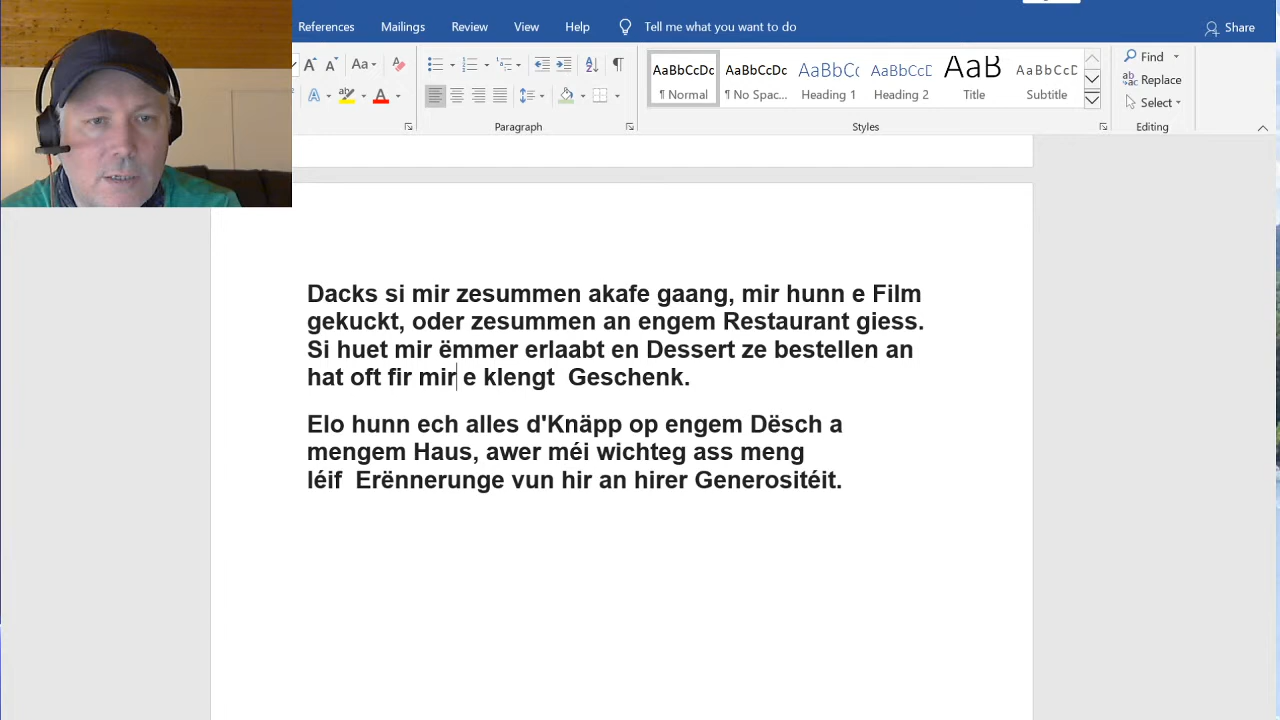 References Mailings Review View Help Tell me what you want to do Share
A A Aa A AaBbCcDc AaBbCcDc AaBbCc AaBbCcD AaB AaBbCcD Find
¶ Normal ¶ No Spac... Heading 1 Heading 2 Title Subtitle Replace
Select
Paragraph Styles Editing
Dacks si mir zesummen akafe gaang, mir hunn e Film
gekuckt, oder zesummen an engem Restaurant giess.
Si huet mir ëmmer erlaabt en Dessert ze bestellen an
hat oft fir mir e klengt  Geschenk.
Elo hunn ech alles d'Knäpp op engem Dësch a
mengem Haus, awer méi wichteg ass meng
léif  Erënnerunge vun hir an hirer Generositéit.